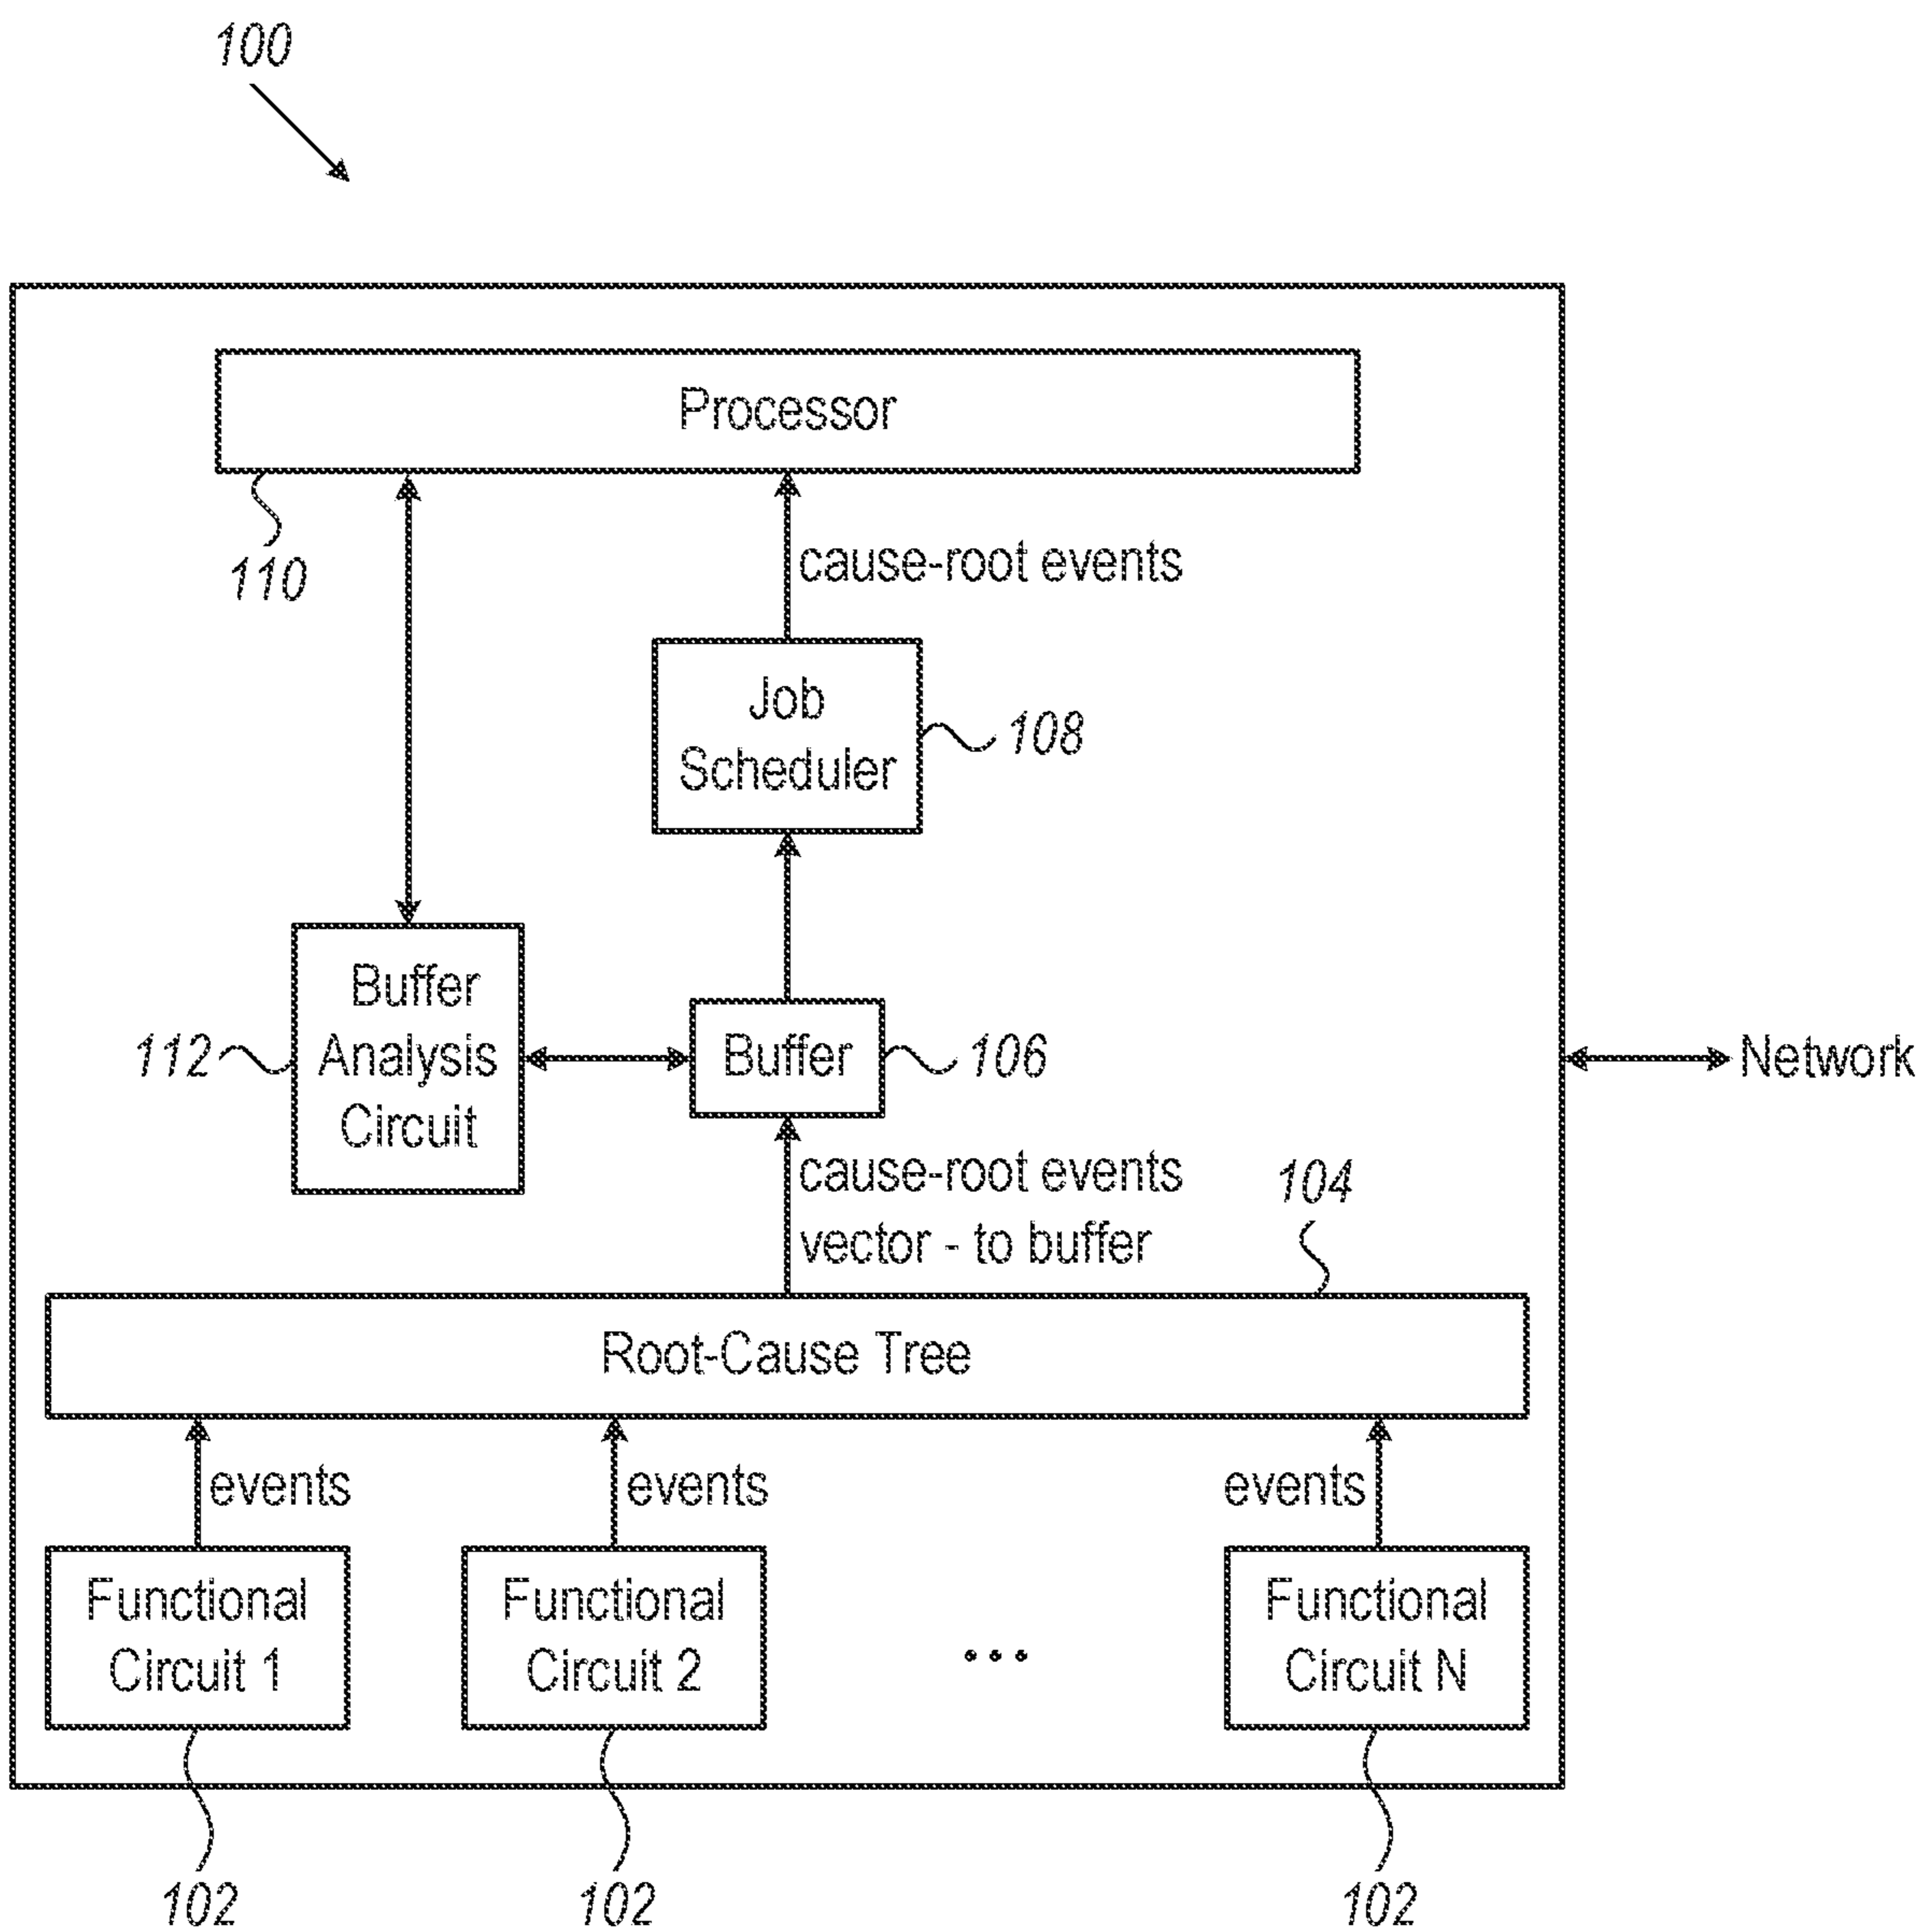 100
Processor
110
cause-root events
Job
Scheduler
108
Buffer
Analysis
Circuit
112
Buffer
106
Network
cause-root events
vector - to buffer
104
Root-Cause Tree
events
events
events
Functional
Circuit 1
Functional
Circuit 2
...
Functional
Circuit N
102
102
102